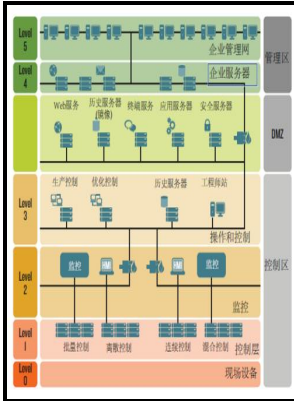 Level
5
企业管理网
管理区
Level
4
企业服务器
Web服务
历史服务器
(镜像)
终端服务
应用服务器
安全服务器
DMZ
生产控制
优化控制
历史服务器
工程师站
Level
3
操作和控制
控制区
监控
HMI
HMI
监控
Level
2
监控
Level
1
批量控制
离散控制
连续控制
混合控制
控制层
Level
0
现场设备